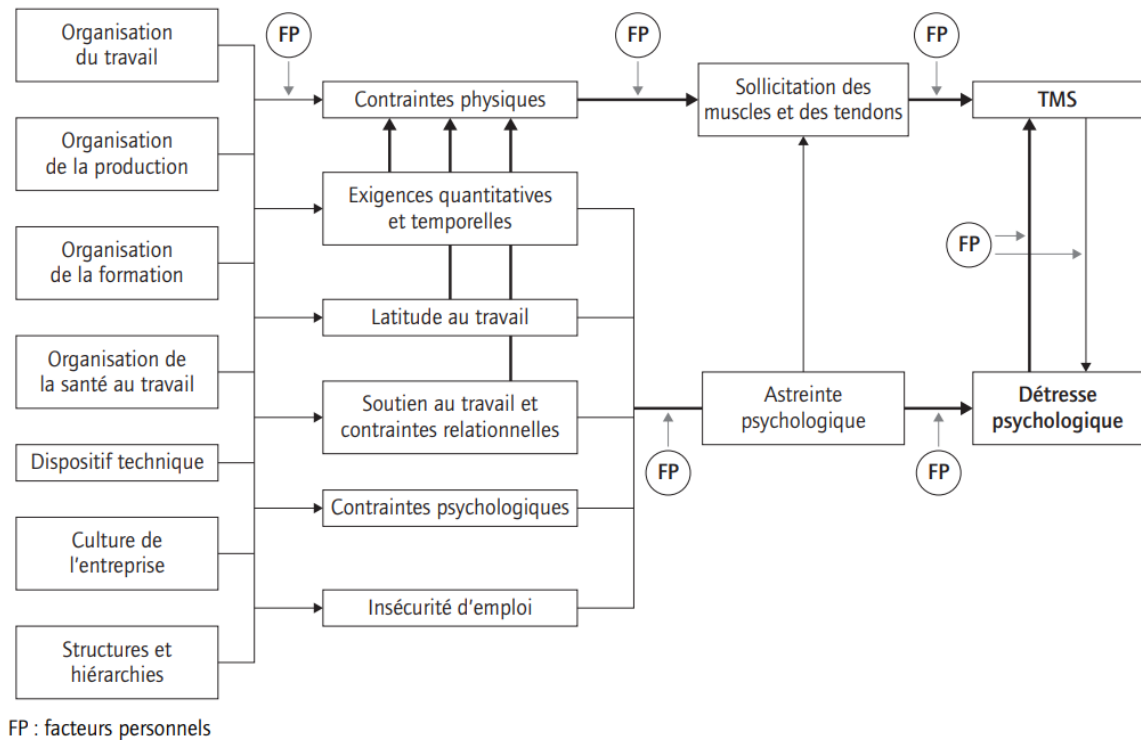 Organisation
du travail
Organisation
de la production
Organisation
de la formation
Organisation de
la santé au travail
Dispositif technique
Culture de
l'entreprise
Structures et
hiérarchies
FP
Contraintes physiques
Exigences quantitatives
et temporelles
Latitude au travail
Soutien au travail et
contraintes relationnelles
Contraintes psychologiques
Insécurité d'emploi
FP
FP
Sollicitation des
muscles et des tendons
Astreinte
psychologique
FP
FP
TMS
FP
Détresse
psychologique
FP : facteurs personnels